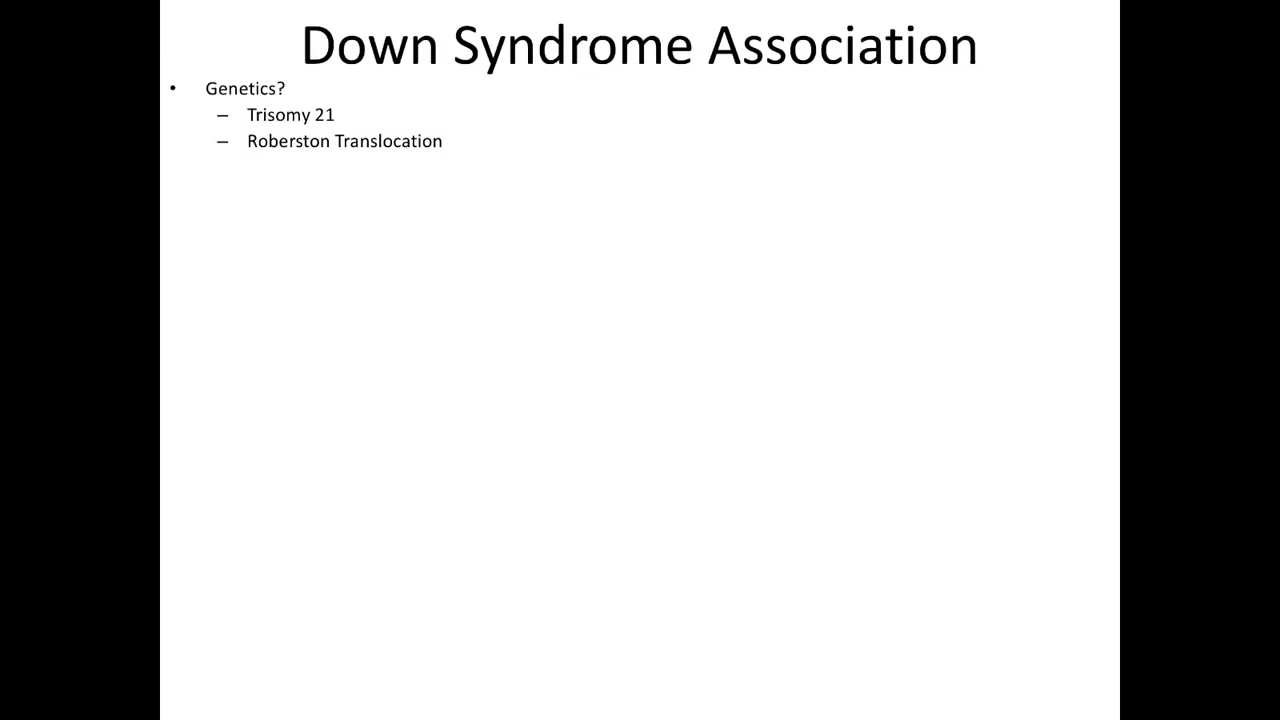 Down Syndrome Association
• Genetics?
– Trisomy 21
– Roberston Translocation